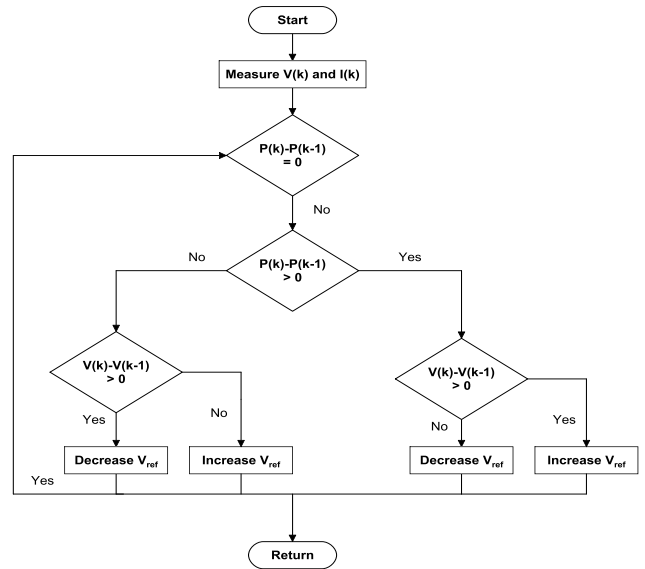 Start
Measure V(k) and I(k)
P(k)-P(k-1)
= 0
No
P(k)-P(k-1)
> 0
No
Yes
V(k)-V(k-1)
> 0
V(k)-V(k-1)
> 0
Yes
No
No
Yes
Decrease Vref
Increase Vref
Decrease Vref
Increase Vref
Yes
Return